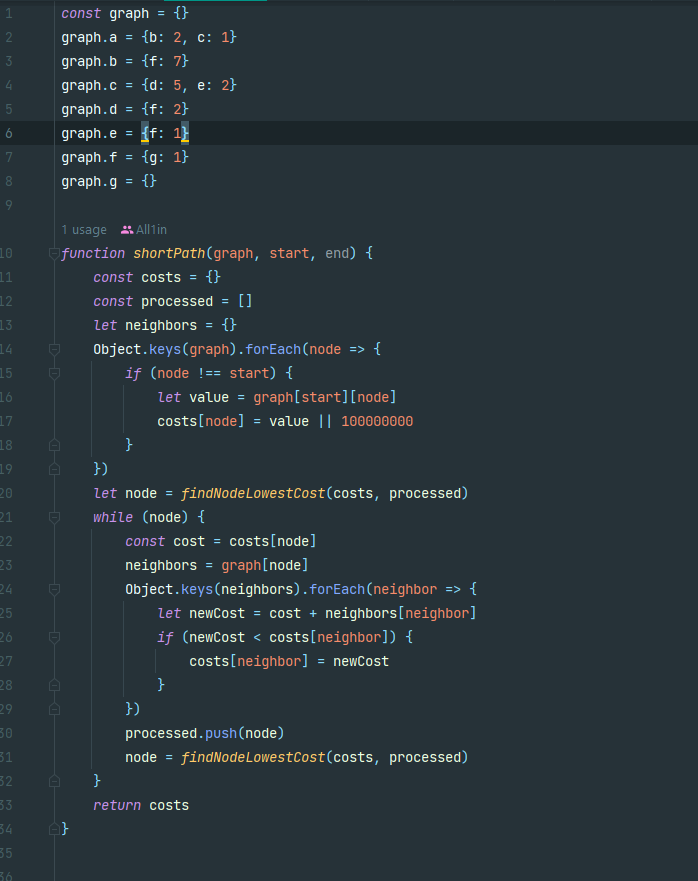 1 const graph = {}
2 graph.a = {b: 2, c: 1}
3 graph.b = {f: 7}
4 graph.c = {d: 5, e: 2}
5 graph.d = {f: 2}
6 graph.e = {f: 1}
7 graph.f = {g: 1}
8 graph.g = {}
9
1 usage All1in
10 function shortPath(graph, start, end) {
11 const costs = {}
12 const processed = []
13 let neighbors = {}
14 Object.keys(graph).forEach(node => {
15 if (node !== start) {
16 let value = graph[start][node]
17 costs[node] = value || 100000000
18 }
19 })
20 let node = findNodeLowestCost(costs, processed)
21 while (node) {
22 const cost = costs[node]
23 neighbors = graph[node]
24 Object.keys(neighbors).forEach(neighbor => {
25 let newCost = cost + neighbors[neighbor]
26 if (newCost < costs[neighbor]) {
27 costs[neighbor] = newCost
28 }
29 })
30 processed.push(node)
31 node = findNodeLowestCost(costs, processed)
32 }
33 return costs
34 }
35
36